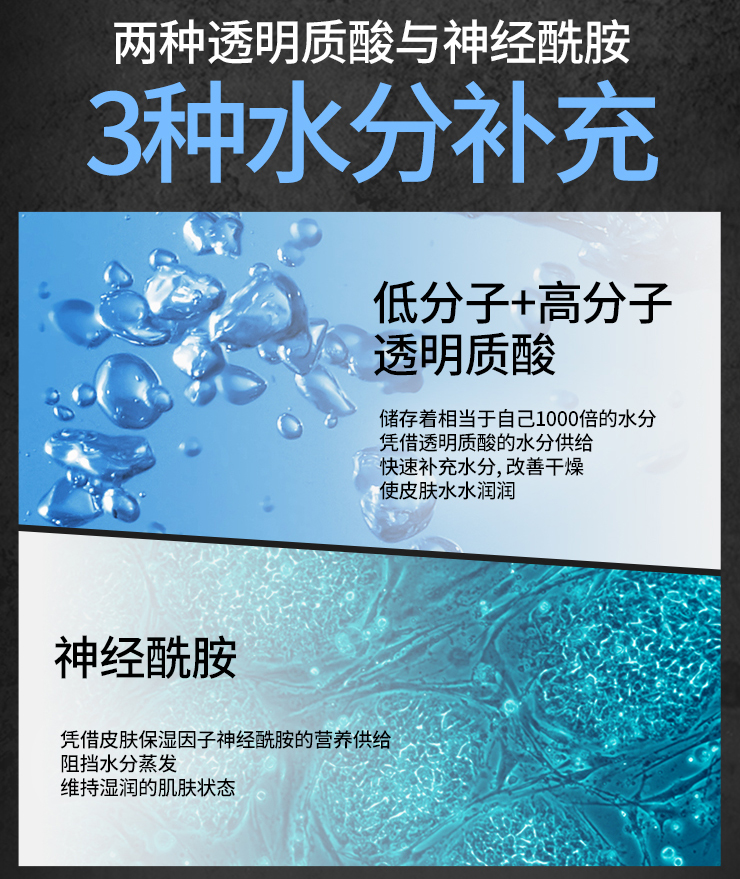 两种透明质酸与神经酰胺
3种水分补充
低分子+高分子
透明质酸
储存着相当于自己1000倍的水分
凭借透明质酸的水分供给
快速补充水分, 改善干燥
使皮肤水水润润
神经酰胺
凭借皮肤保湿因子神经酰胺的营养供给
阻挡水分蒸发
维持湿润的肌肤状态